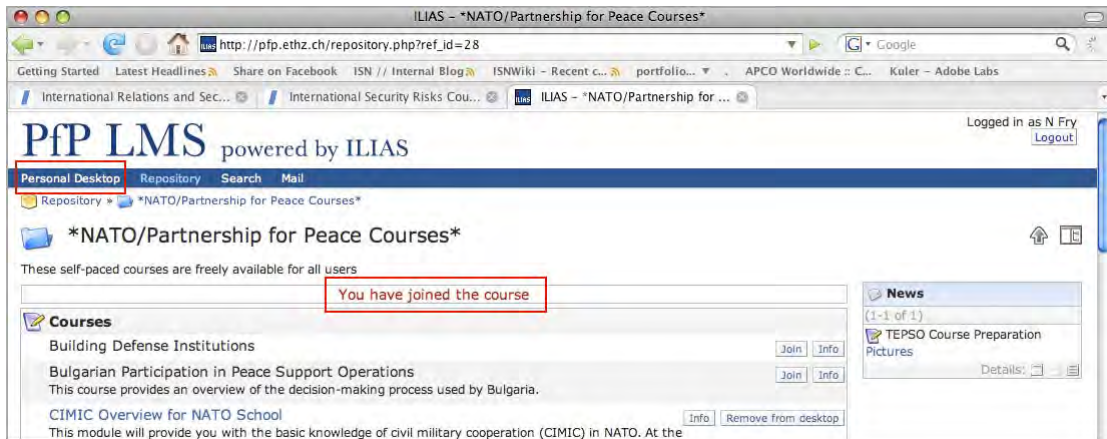 ILIAS – *NATO/Partnership for Peace Courses*
http://pfp.ethz.ch/repository.php?ref_id=28
Google
Getting Started Latest Headlines Share on Facebook ISN // Internal Blog ISNWiki – Recent c... portfolio... APCO Worldwide :: C... Kuler – Adobe Labs
International Relations and Sec... International Security Risks Cou... ILIAS ILIAS – *NATO/Partnership for ...
Logged in as N Fry
Logout
PfP LMS powered by ILIAS
Personal Desktop Repository Search Mail
Repository » *NATO/Partnership for Peace Courses*
*NATO/Partnership for Peace Courses*
These self-paced courses are freely available for all users
You have joined the course
Courses
Building Defense Institutions Join Info
Bulgarian Participation in Peace Support Operations Join Info
This course provides an overview of the decision-making process used by Bulgaria.
CIMIC Overview for NATO School Info Remove from desktop
This module will provide you with the basic knowledge of civil military cooperation (CIMIC) in NATO. At the
News
(1-1 of 1)
TEPSO Course Preparation
Pictures
Details: